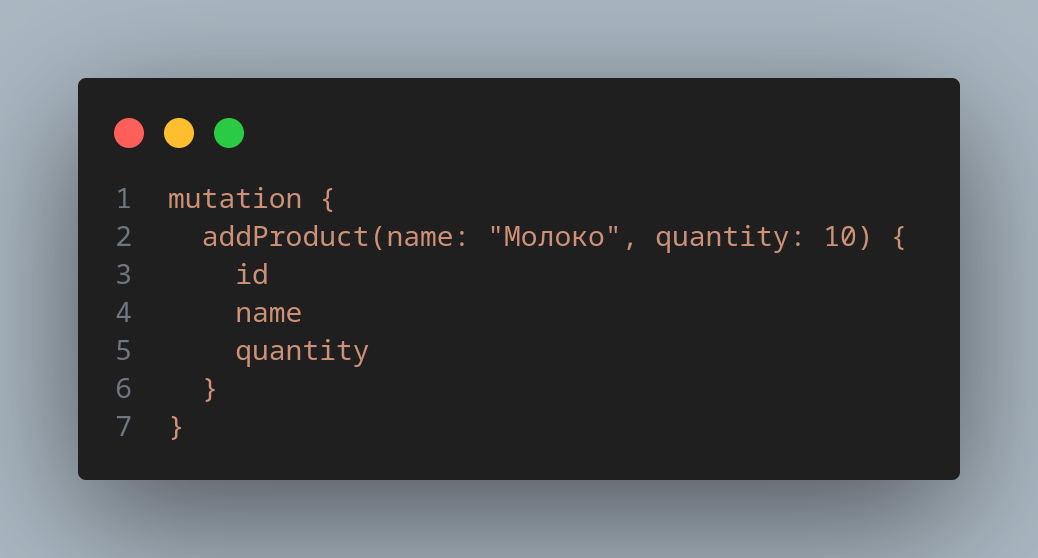 1 mutation {
2 addProduct(name: "Молоко", quantity: 10) {
3 id
4 name
5 quantity
6 }
7 }